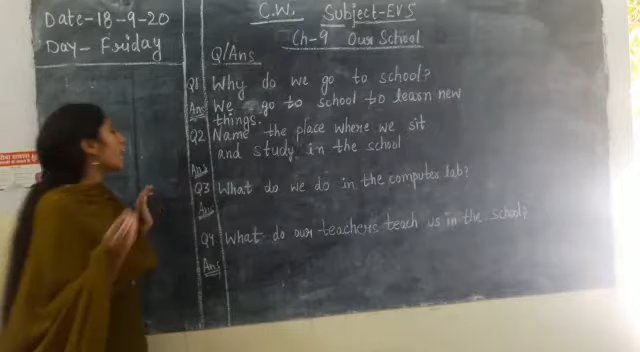 Date-18-9-20
Day- Friday
C.W. Subject-EVS
Ch-9 Our School
Q/Ans
Q1 Why do we go to school?
Ans We go to school to learn new
things.
Q2 Name the place where we sit
and study in the school
Ans
Q3 What do we do in the computer lab?
Ans
Q4 What do our teachers teach us in the school?
Ans